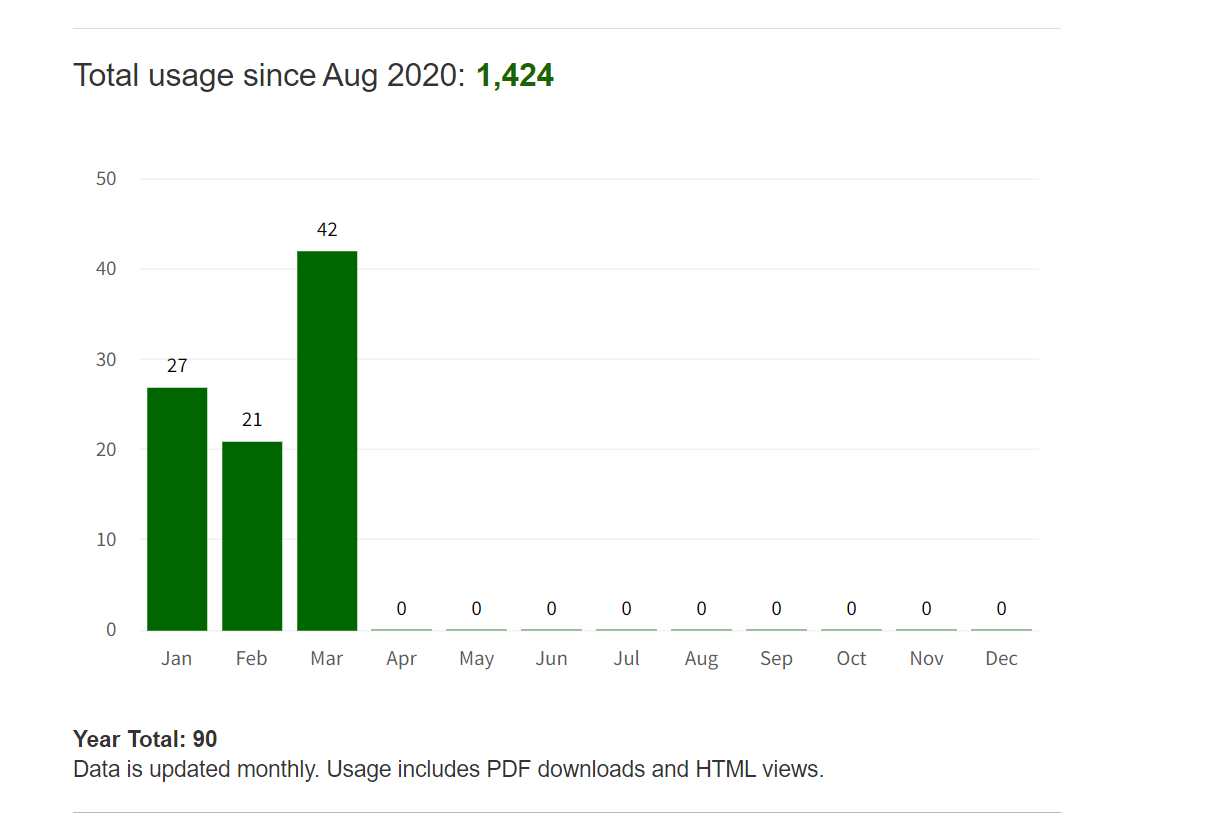 Total usage since Aug 2020: 1,424
50
42
40
30
27
21
20
10
0 0 0 0 0 0 0 0 0
0
Jan Feb Mar Apr May Jun Jul Aug Sep Oct Nov Dec
Year Total: 90
Data is updated monthly. Usage includes PDF downloads and HTML views.